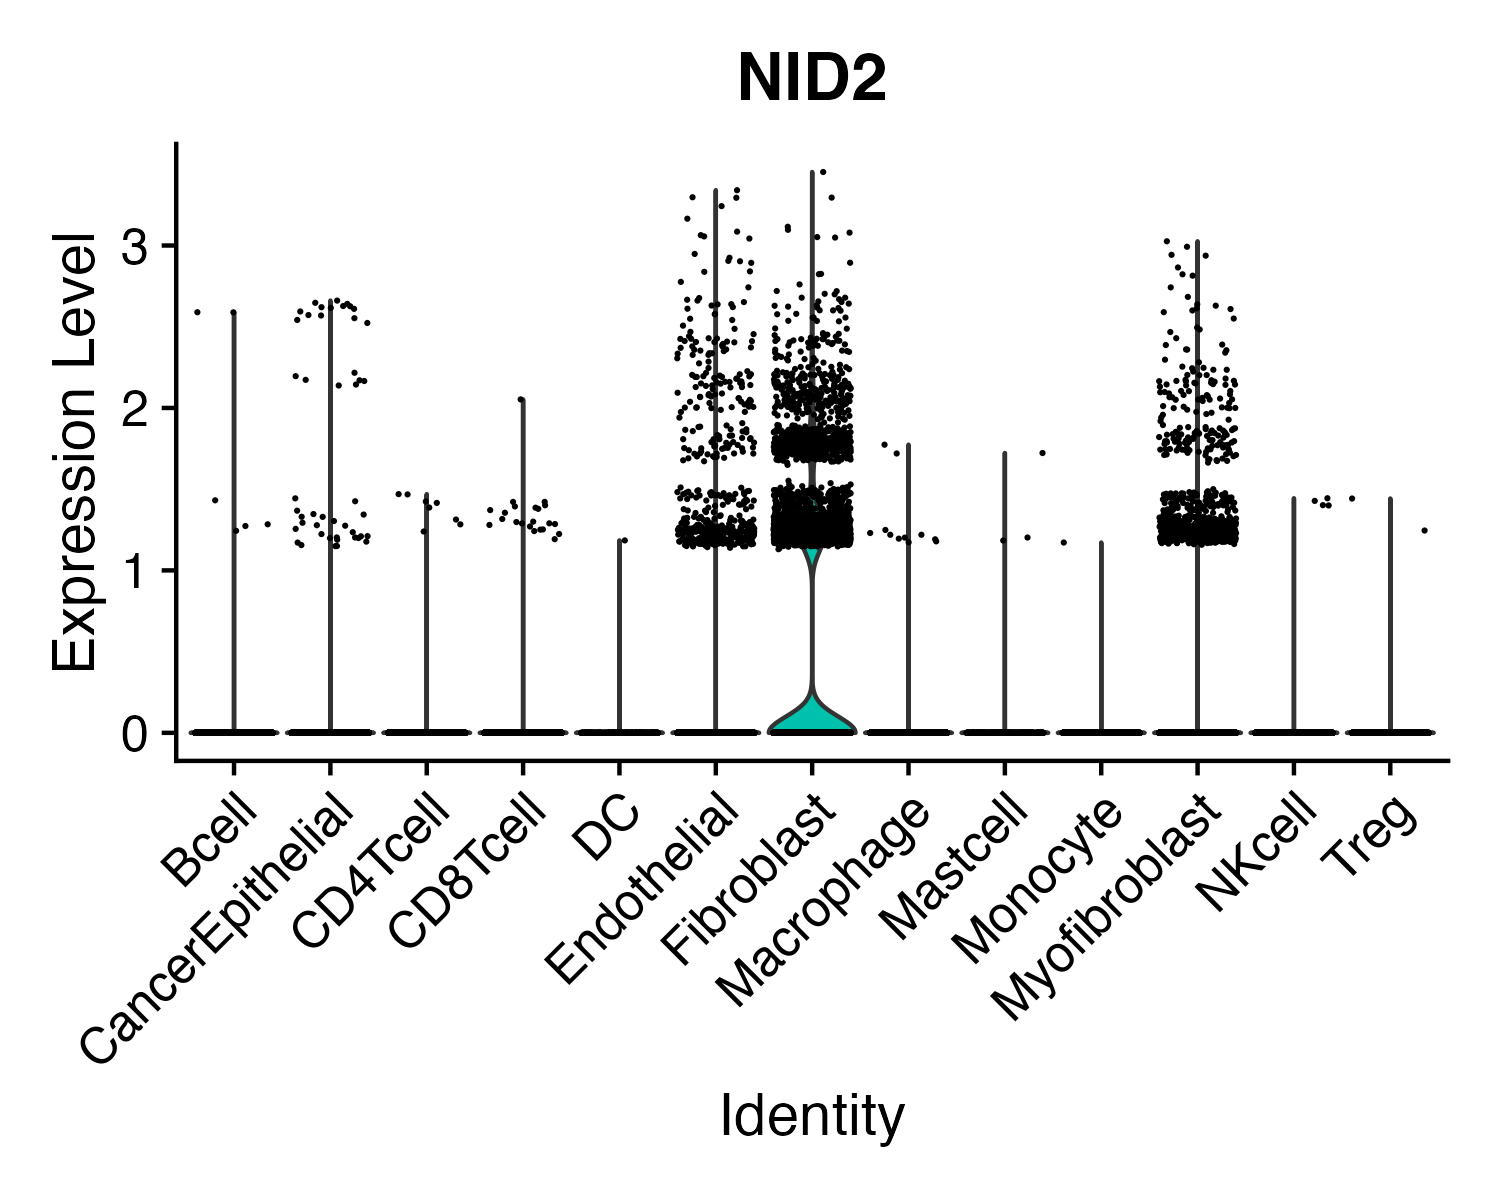 NID2
Expression Level
3
2
1
0
Bcell
CancerEpithelial
CD4Tcell
CD8Tcell
DC
Endothelial
Fibroblast
Macrophage
Mastcell
Monocyte
Myofibroblast
NKcell
Treg
Identity